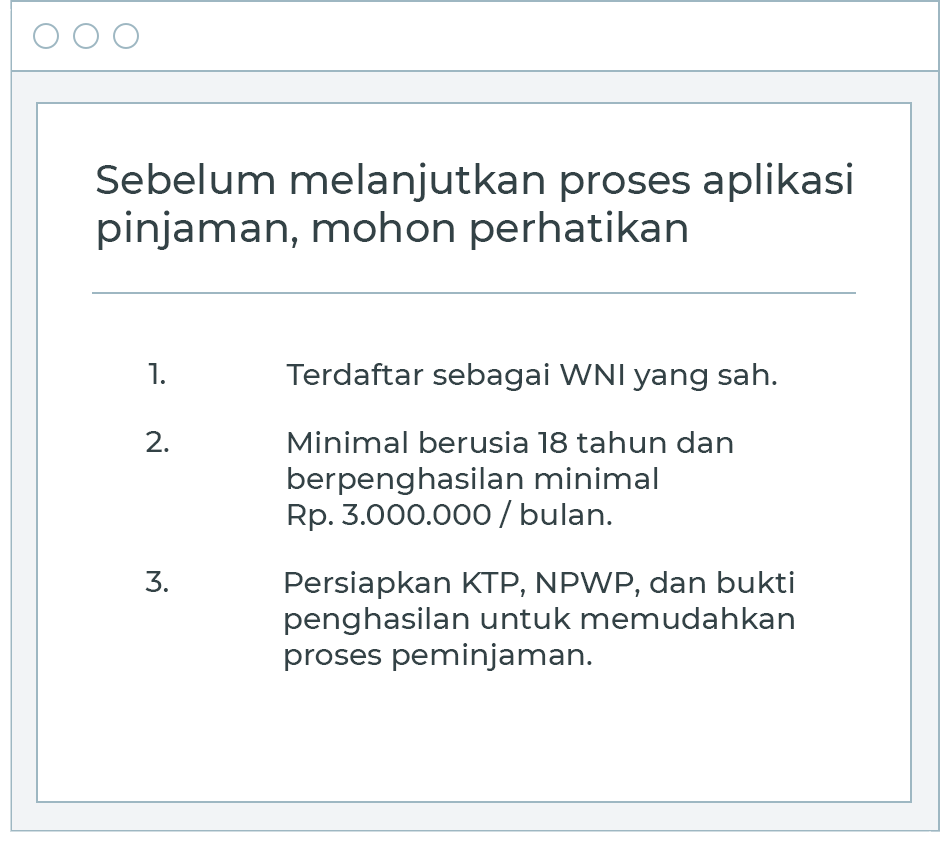 Sebelum melanjutkan proses aplikasi
pinjaman, mohon perhatikan
1. Terdaftar sebagai WNI yang sah.
2. Minimal berusia 18 tahun dan
berpenghasilan minimal
Rp. 3.000.000 / bulan.
3. Persiapkan KTP, NPWP, dan bukti
penghasilan untuk memudahkan
proses peminjaman.